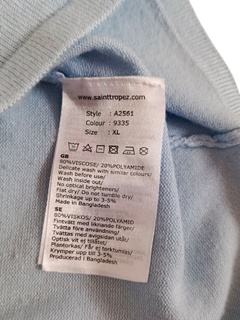 www.sainttropez.com
Style : A2561
Colour : 9335
Size : XL
GB
80%VISCOSE/ 20%POLYAMIDE
Delicate wash with similar colours/
Wash before use/
Wash inside out/
No optical brighteners/
Flat dry/ Do not tumble dry/
Shrinkage up to 3-5%
Made in Bangladesh
SE
80%VISKOS/ 20%POLYAMID
Fintvätt med liknande färger/
Tvätta före användning/
Tvättas med avigsidan utåt/
Optisk vit ej tillåtet/
Plantorkas/ Får ej torktumlas/
Krymper upp till 3-5%
Producerad i Bangladesh